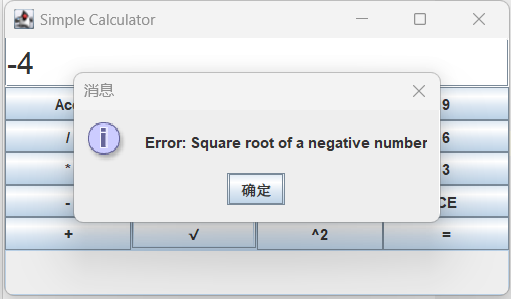 Simple Calculator
-4
消息
9
/
Error: Square root of a negative number
6
*
3
确定
-
CE
+ √ ^2 =